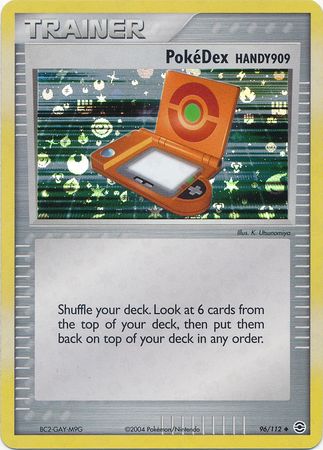 TRAINER
PokéDex HANDY909
Illus. K. Utsunomiya
Shuffle your deck. Look at 6 cards from
the top of your deck, then put them
back on top of your deck in any order.
BC2-GAY-M9G ©2004 Pokémon/Nintendo 96/112